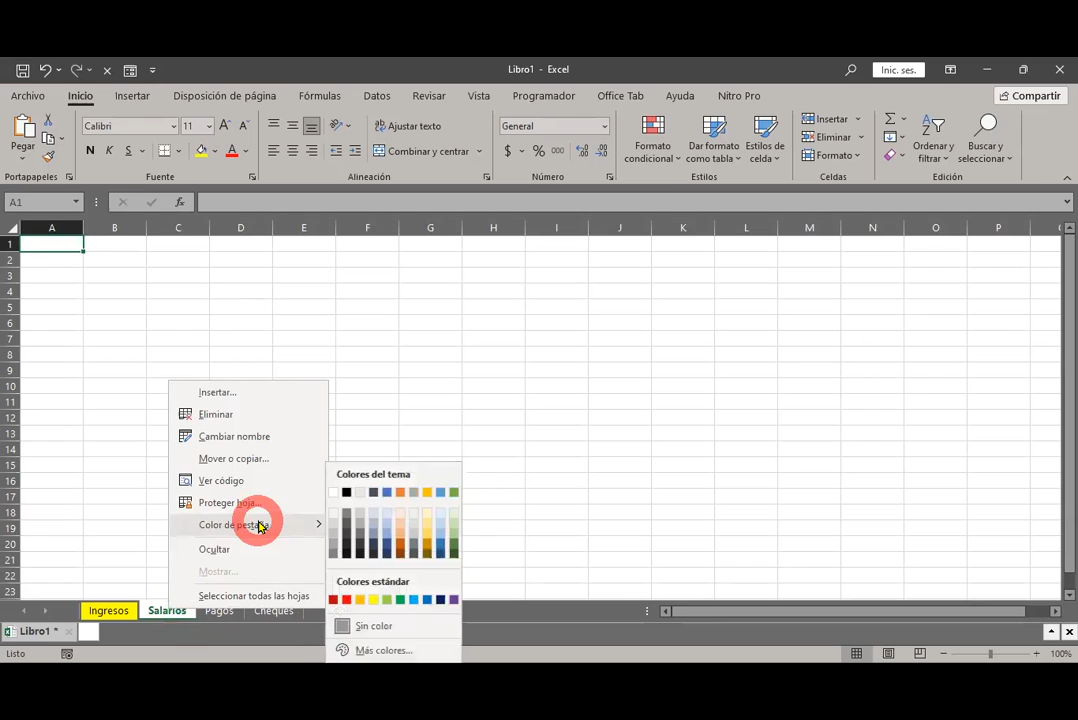 Libro1 - Excel
Inic. ses.
Archivo Inicio Insertar Disposición de página Fórmulas Datos Revisar Vista Programador Office Tab Ayuda Nitro Pro Compartir
Pegar
Calibri 11
N K S
Ajustar texto
Combinar y centrar
General
$ % 000
Formato condicional
Dar formato como tabla
Estilos de celda
Insertar
Eliminar
Formato
Ordenar y filtrar
Buscar y seleccionar
Portapapeles Fuente Alineación Número Estilos Celdas Edición
A1 fx
A B C D E F G H I J K L M N O P
1
2
3
4
5
6
7
8
9
10
11
12
13
14
15
16
17
18
19
20
21
22
23
Insertar...
Eliminar
Cambiar nombre
Mover o copiar...
Ver código
Proteger hoja...
Color de pestaña
Ocultar
Mostrar...
Seleccionar todas las hojas
Colores del tema
Colores estándar
Sin color
Más colores...
Ingresos Salarios Pagos Cheques
Libro1 *
Listo 100%